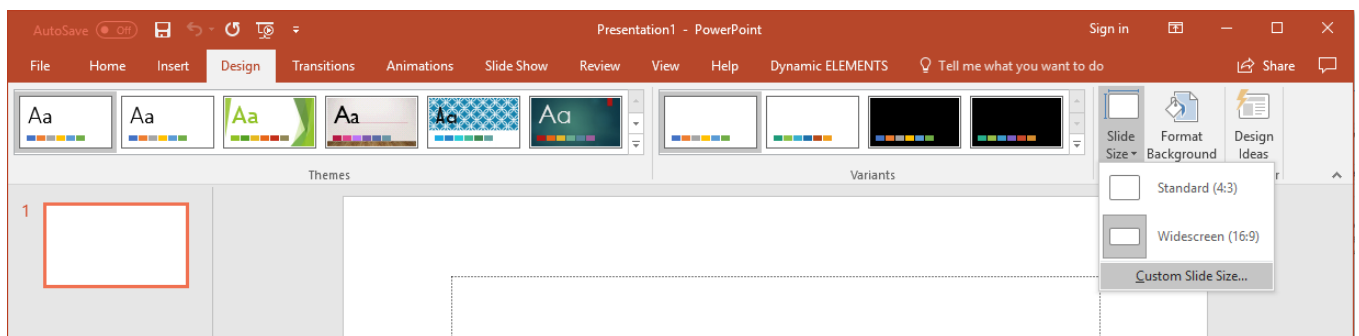 AutoSave Off Presentation1 - PowerPoint Sign in
File Home Insert Design Transitions Animations Slide Show Review View Help Dynamic ELEMENTS Tell me what you want to do Share
Aa Aa Aa Aa Aa Aa
Slide Format Design
Size Background Ideas
Themes Variants r
Standard (4:3)
1
Widescreen (16:9)
Custom Slide Size...